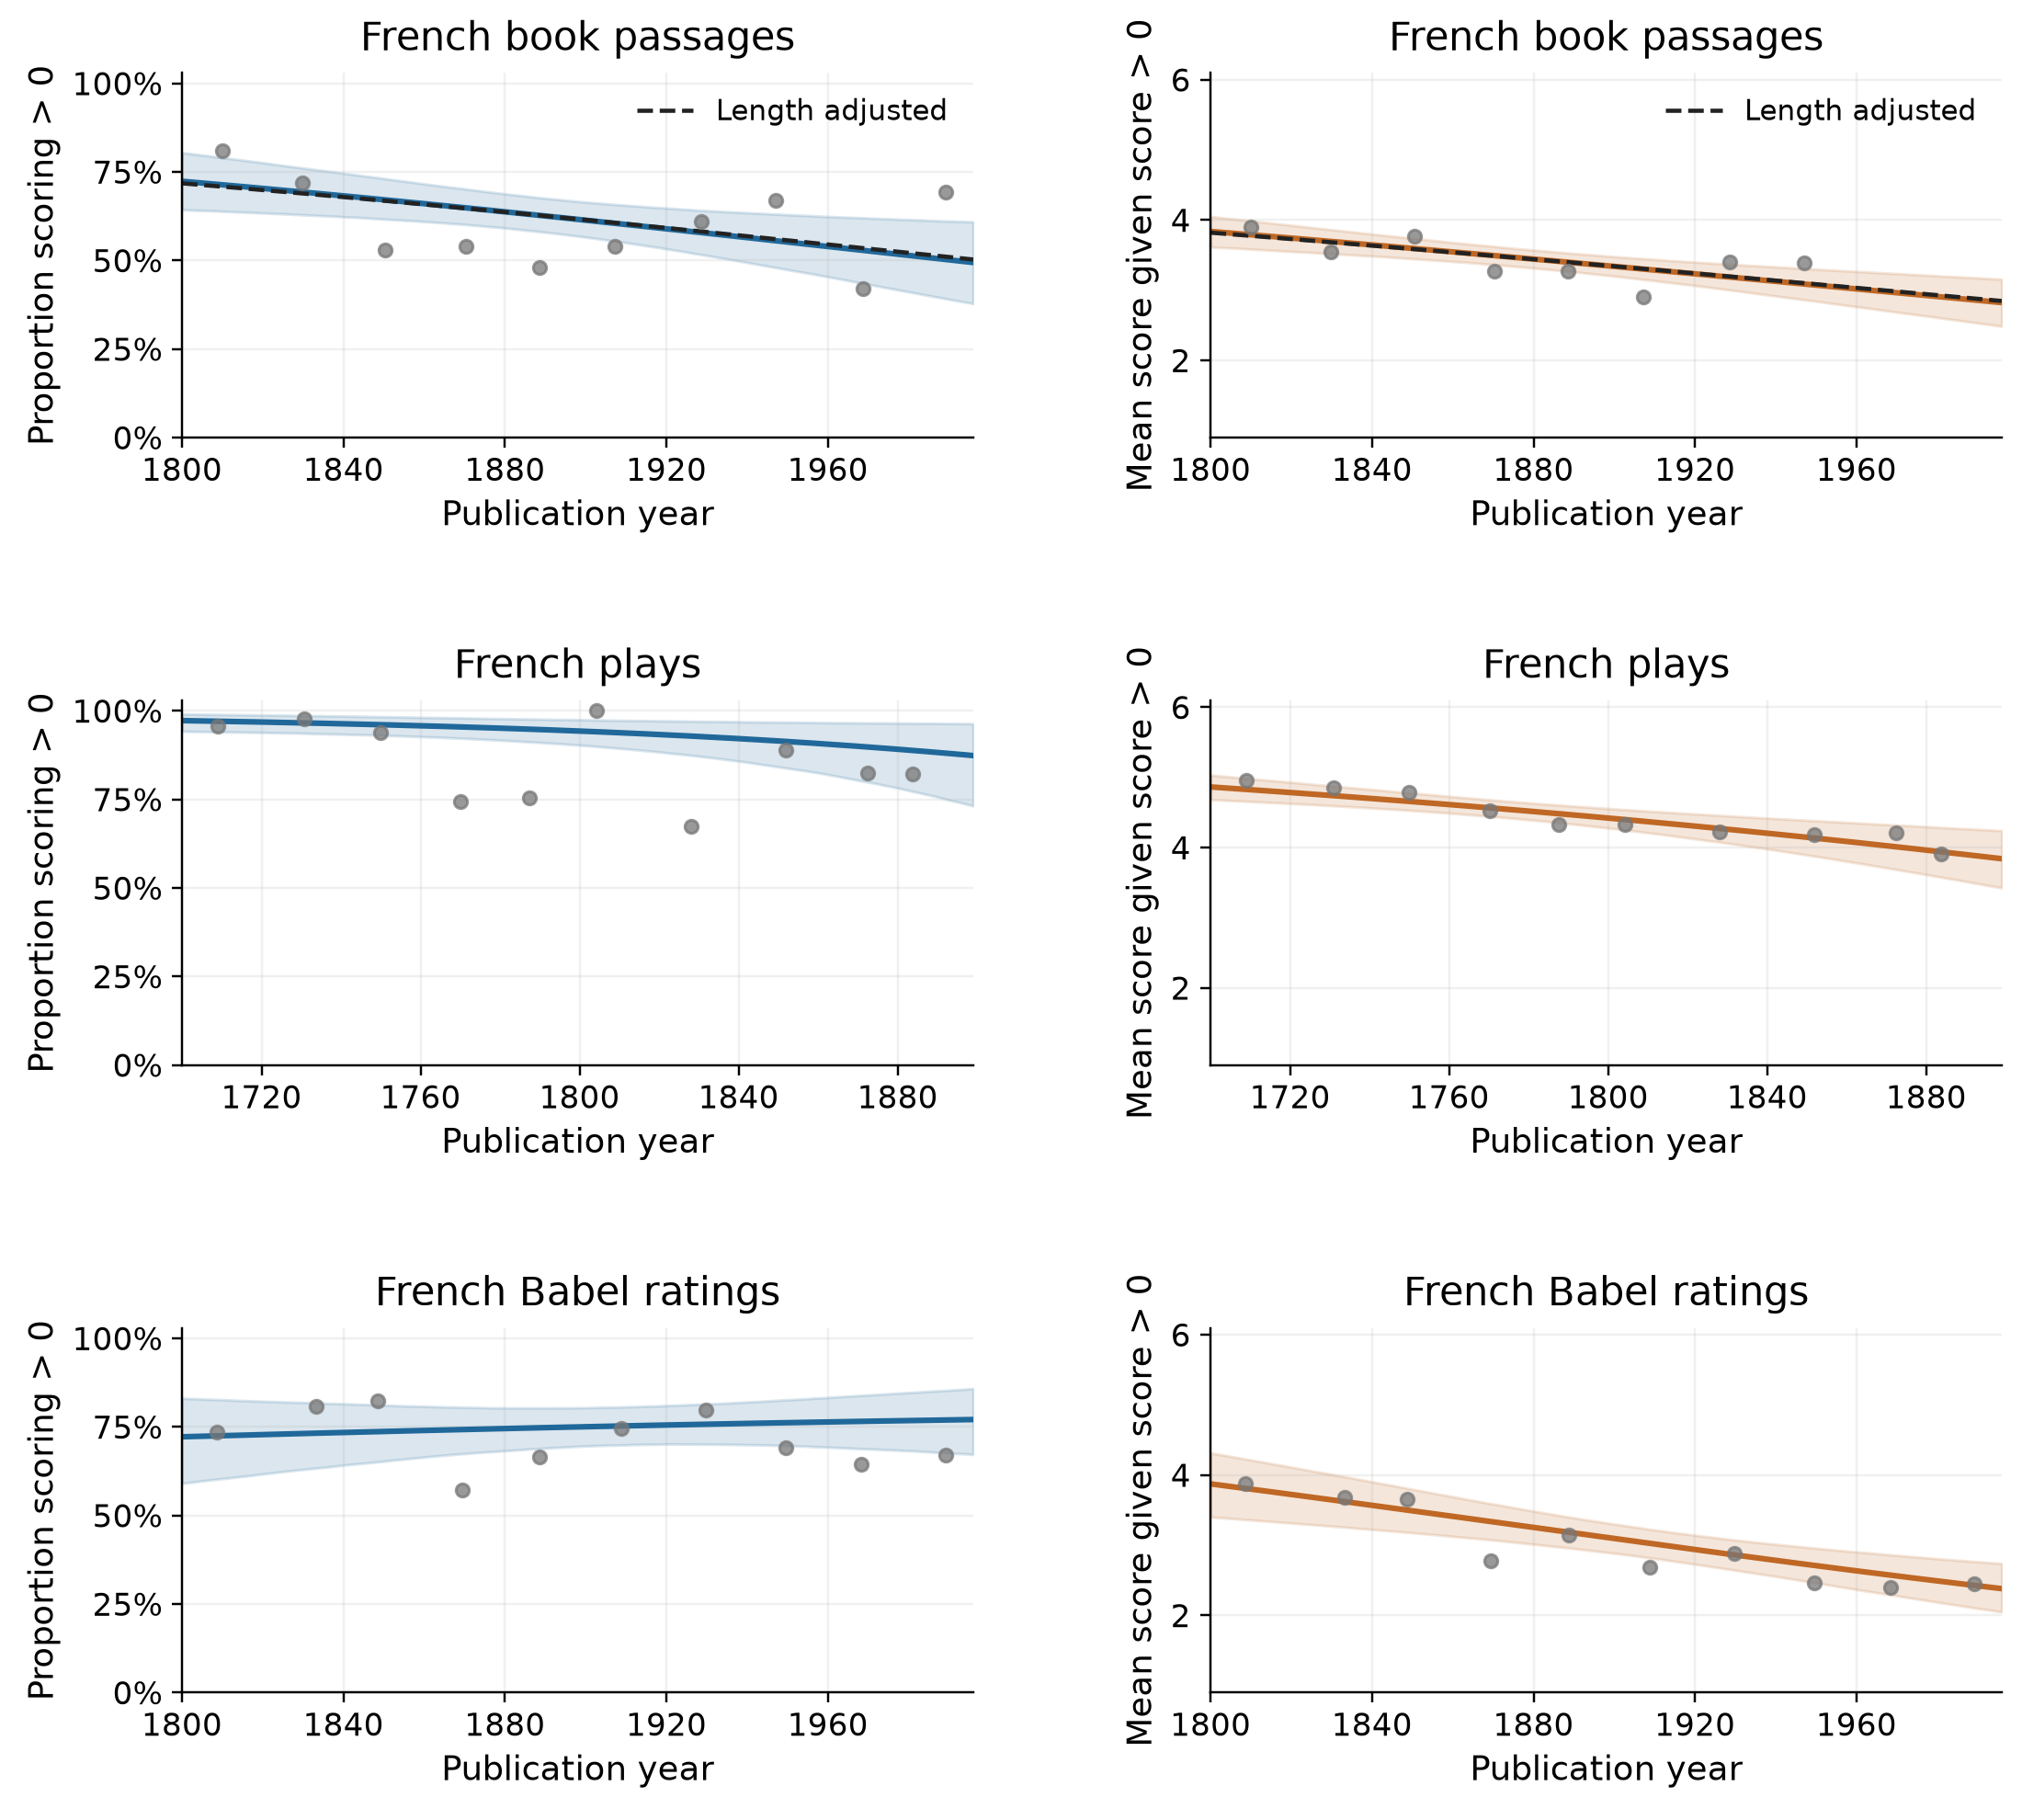 French book passages
Proportion scoring > 0
100%
75%
50%
25%
0%
Length adjusted
1800 1840 1880 1920 1960
Publication year
French book passages
Mean score given score > 0
6
4
2
Length adjusted
1800 1840 1880 1920 1960
Publication year
French plays
Proportion scoring > 0
100%
75%
50%
25%
0%
1720 1760 1800 1840 1880
Publication year
French plays
Mean score given score > 0
6
4
2
1720 1760 1800 1840 1880
Publication year
French Babel ratings
Proportion scoring > 0
100%
75%
50%
25%
0%
1800 1840 1880 1920 1960
Publication year
French Babel ratings
Mean score given score > 0
6
4
2
1800 1840 1880 1920 1960
Publication year